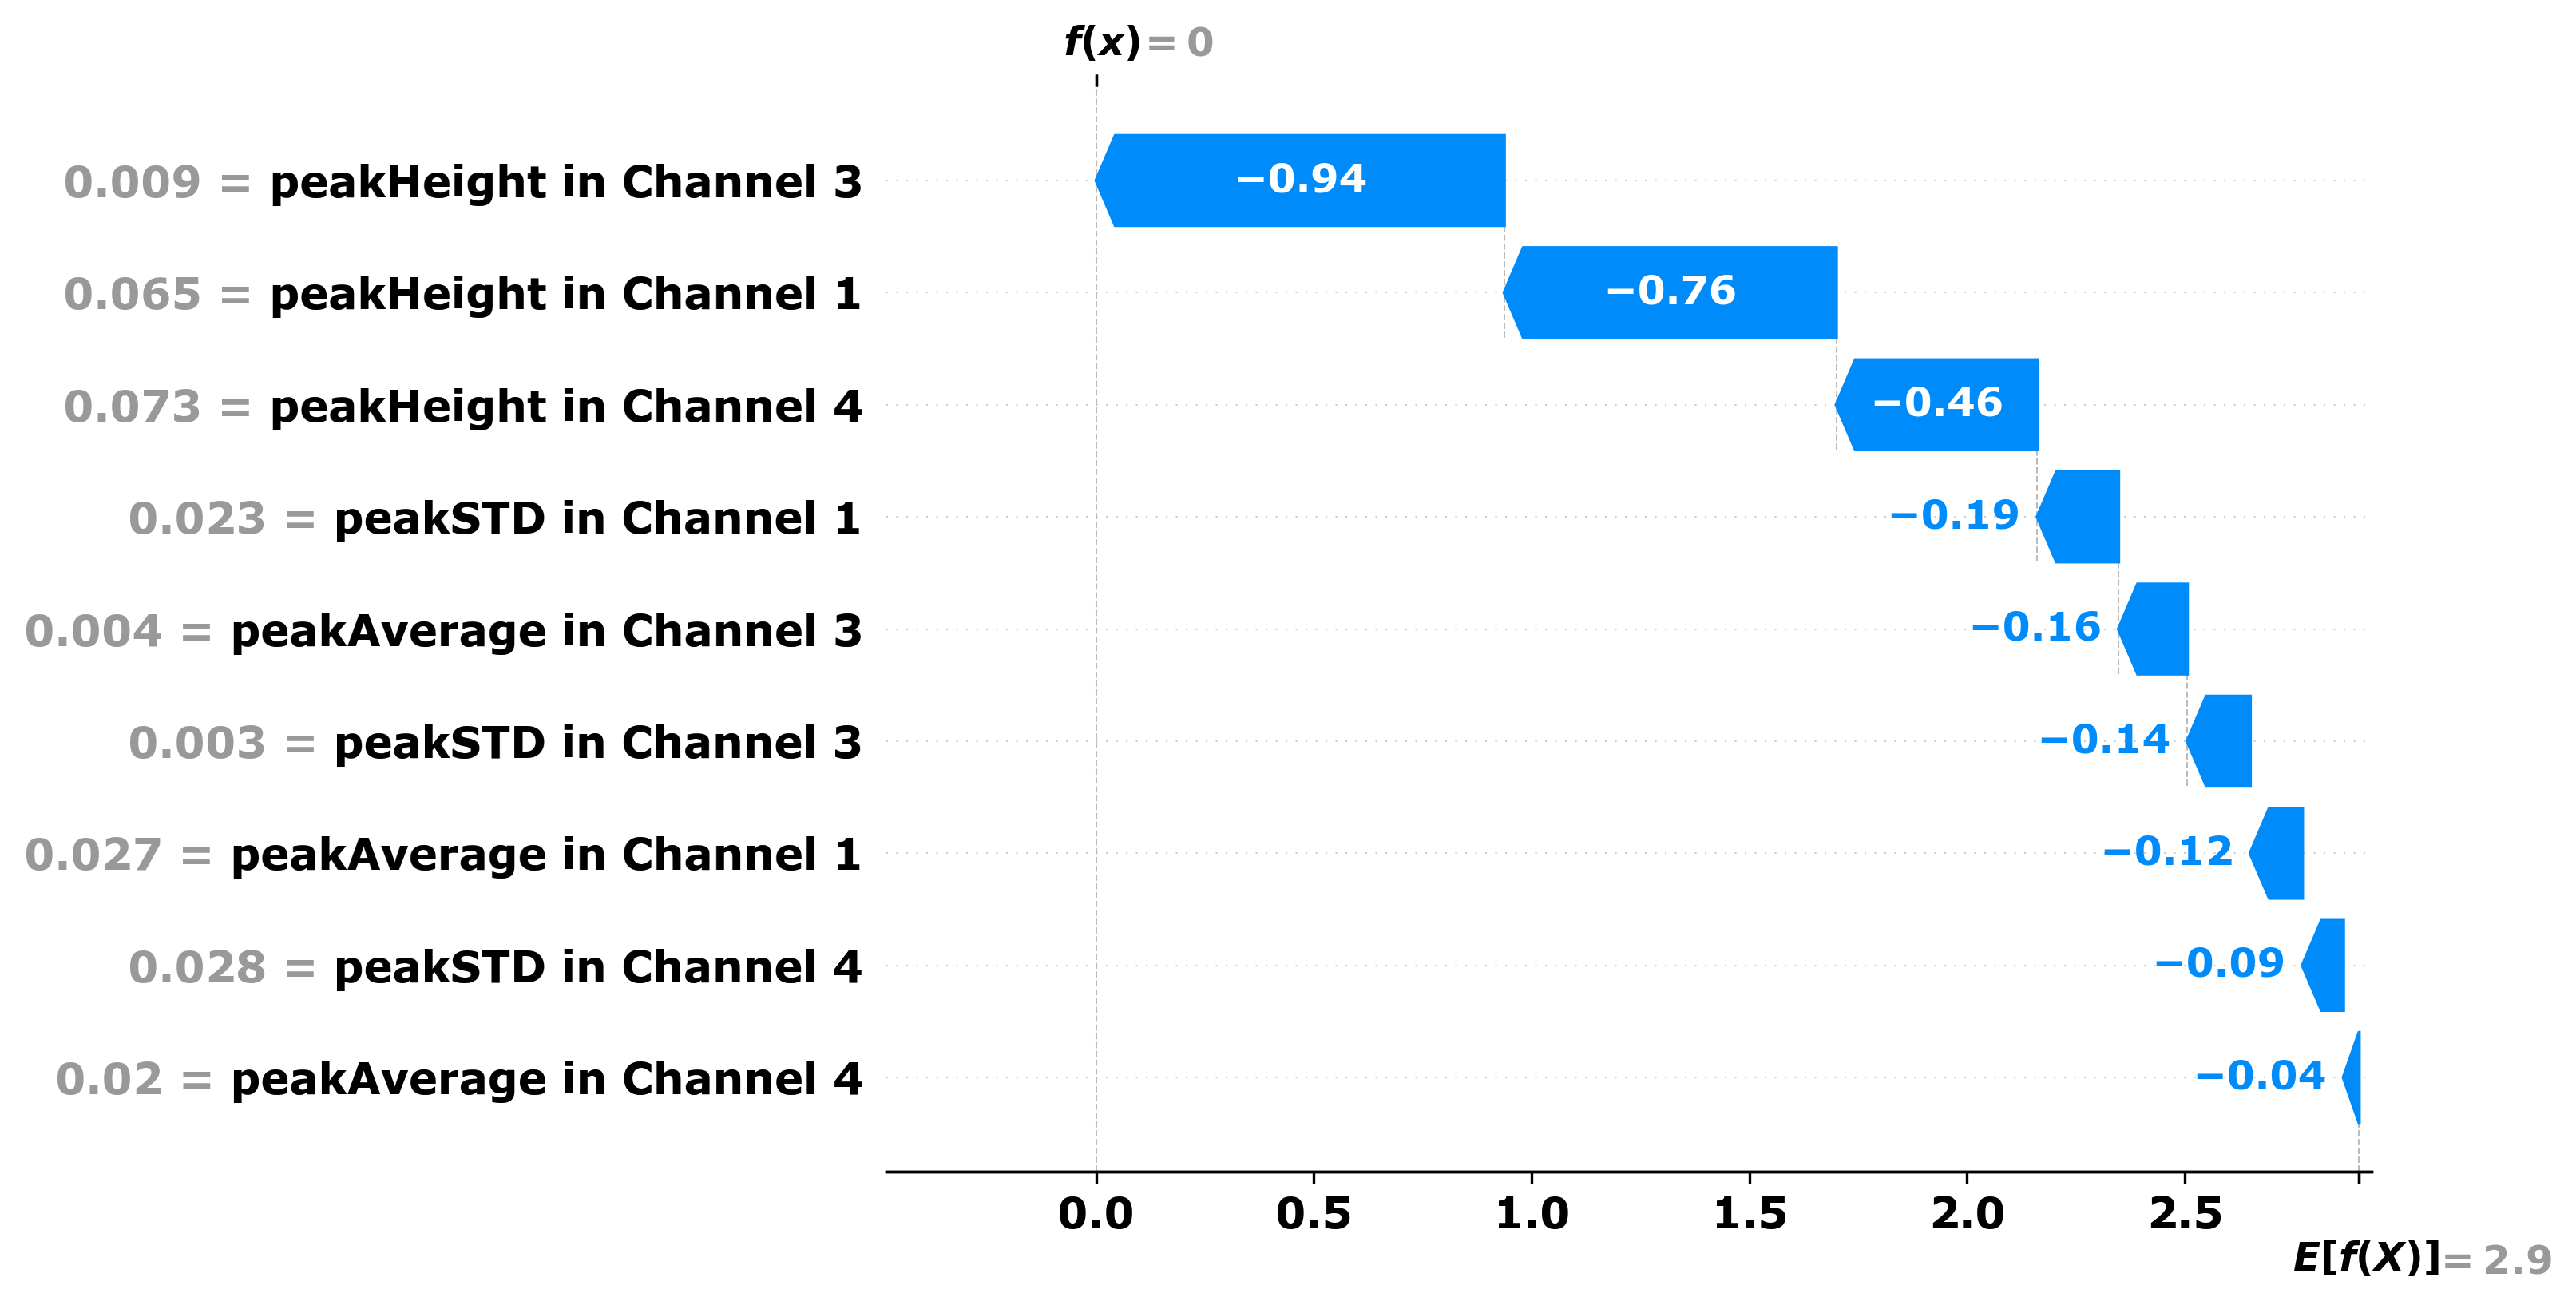 f(x) = 0
0.009 = peakHeight in Channel 3 −0.94
0.065 = peakHeight in Channel 1 −0.76
0.073 = peakHeight in Channel 4 −0.46
0.023 = peakSTD in Channel 1 −0.19
0.004 = peakAverage in Channel 3 −0.16
0.003 = peakSTD in Channel 3 −0.14
0.027 = peakAverage in Channel 1 −0.12
0.028 = peakSTD in Channel 4 −0.09
0.02 = peakAverage in Channel 4 −0.04
0.0 0.5 1.0 1.5 2.0 2.5
E[f(X)] = 2.9